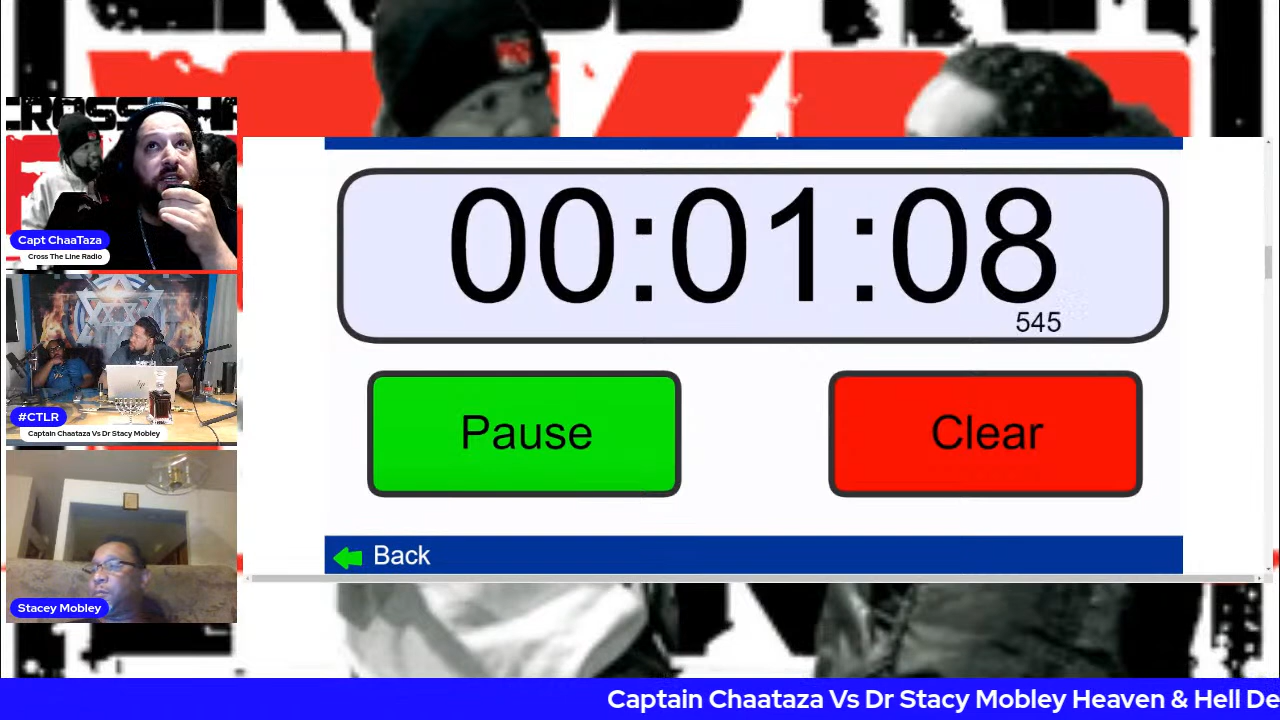 Capt ChaaTaza
Cross The Line Radio
#CTLR
Captain Chaataza Vs Dr Stacy Mobley
Stacey Mobley
00:01:08
545
Pause
Clear
Back
Captain Chaataza Vs Dr Stacy Mobley Heaven & Hell De